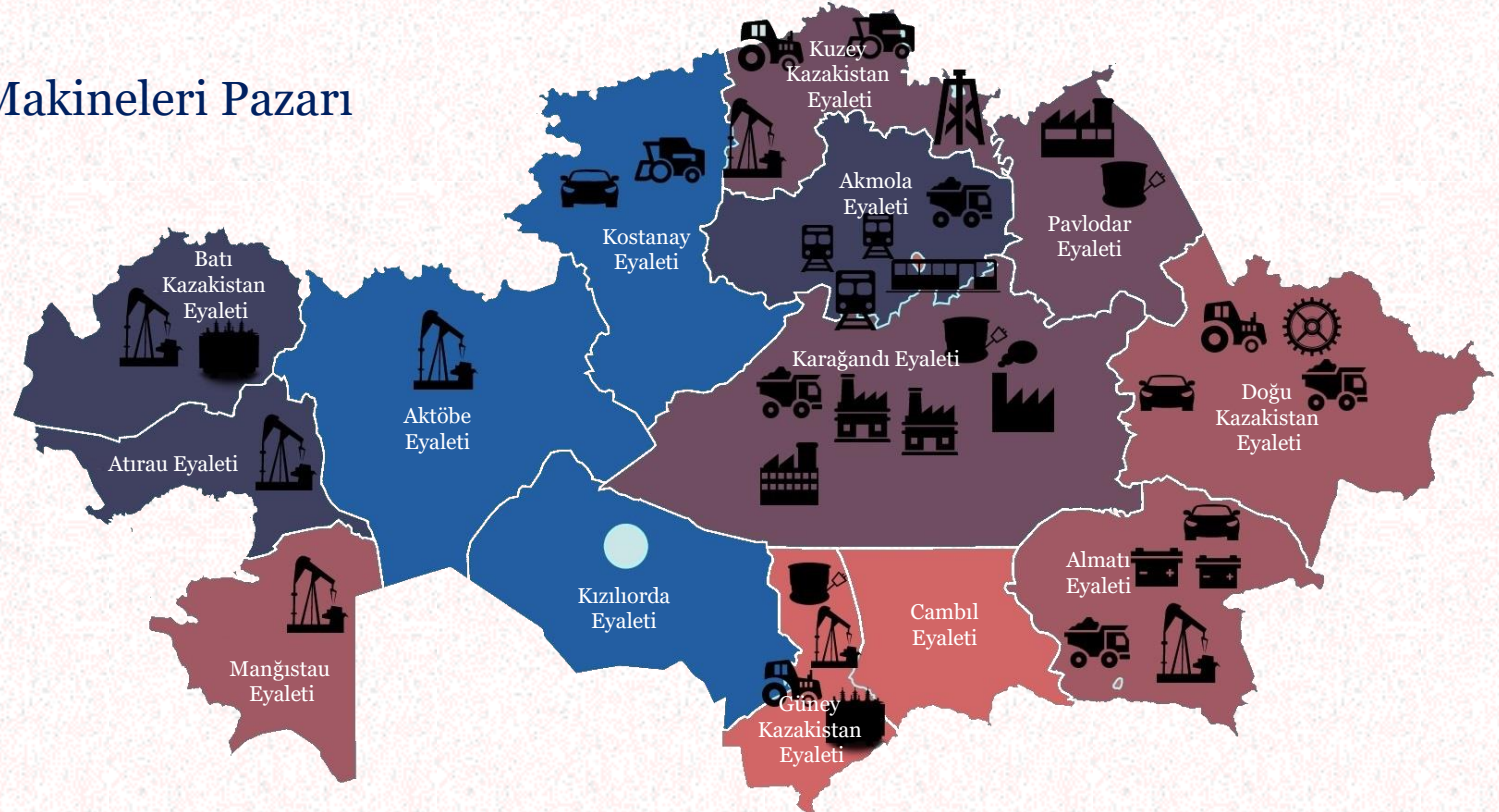 Makineleri Pazarı
Kuzey
Kazakistan
Eyaleti
Akmola
Eyaleti
Pavlodar
Eyaleti
Kostanay
Eyaleti
Batı
Kazakistan
Eyaleti
Karağandı Eyaleti
Doğu
Kazakistan
Eyaleti
Aktöbe
Eyaleti
Atırau Eyaleti
Almatı
Eyaleti
Kızılıorda
Eyaleti
Cambıl
Eyaleti
Manğıstau
Eyaleti
Güney
Kazakistan
Eyaleti